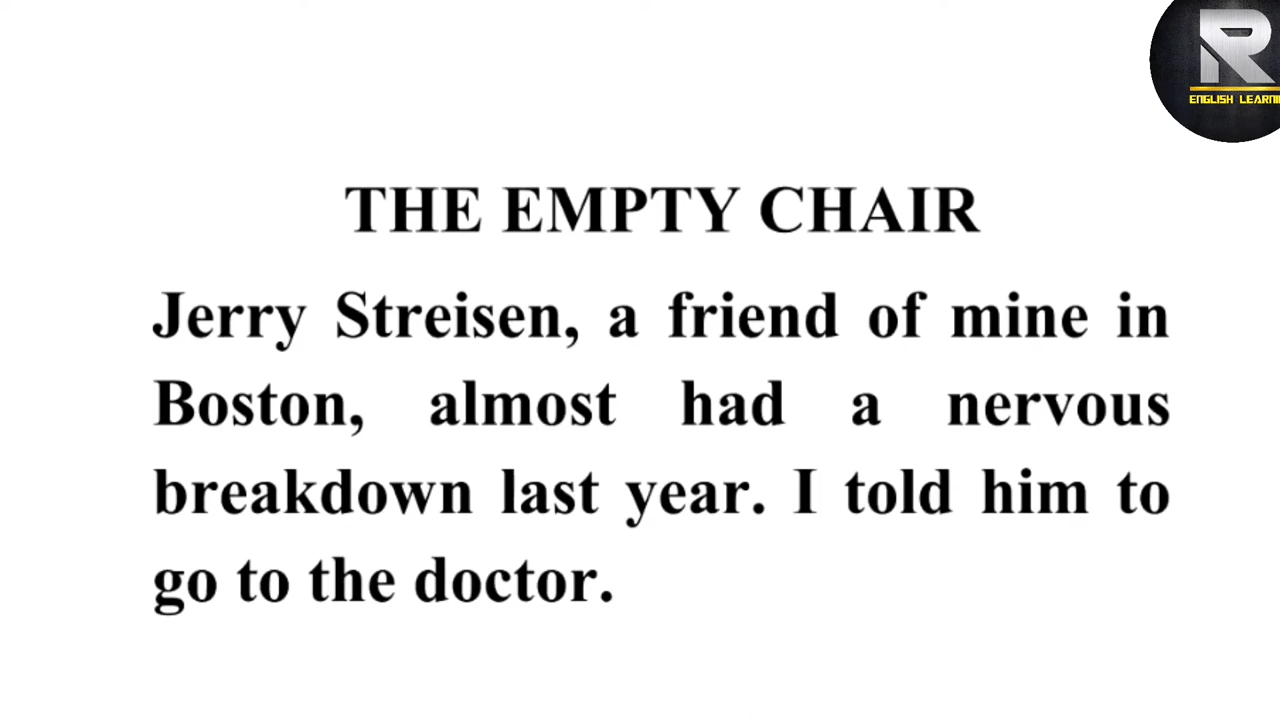 R
ENGLISH LEARNIN
THE EMPTY CHAIR
Jerry Streisen, a friend of mine in
Boston, almost had a nervous
breakdown last year. I told him to
go to the doctor.